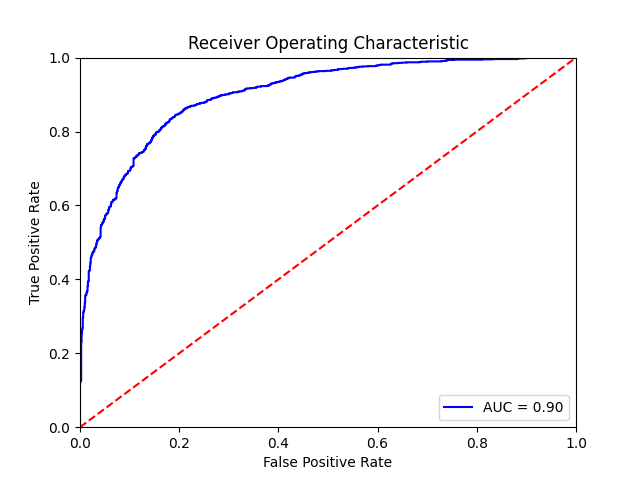 Receiver Operating Characteristic
1.0
0.8
0.6
0.4
0.2
0.0
True Positive Rate
AUC = 0.90
0.0 0.2 0.4 0.6 0.8 1.0
False Positive Rate